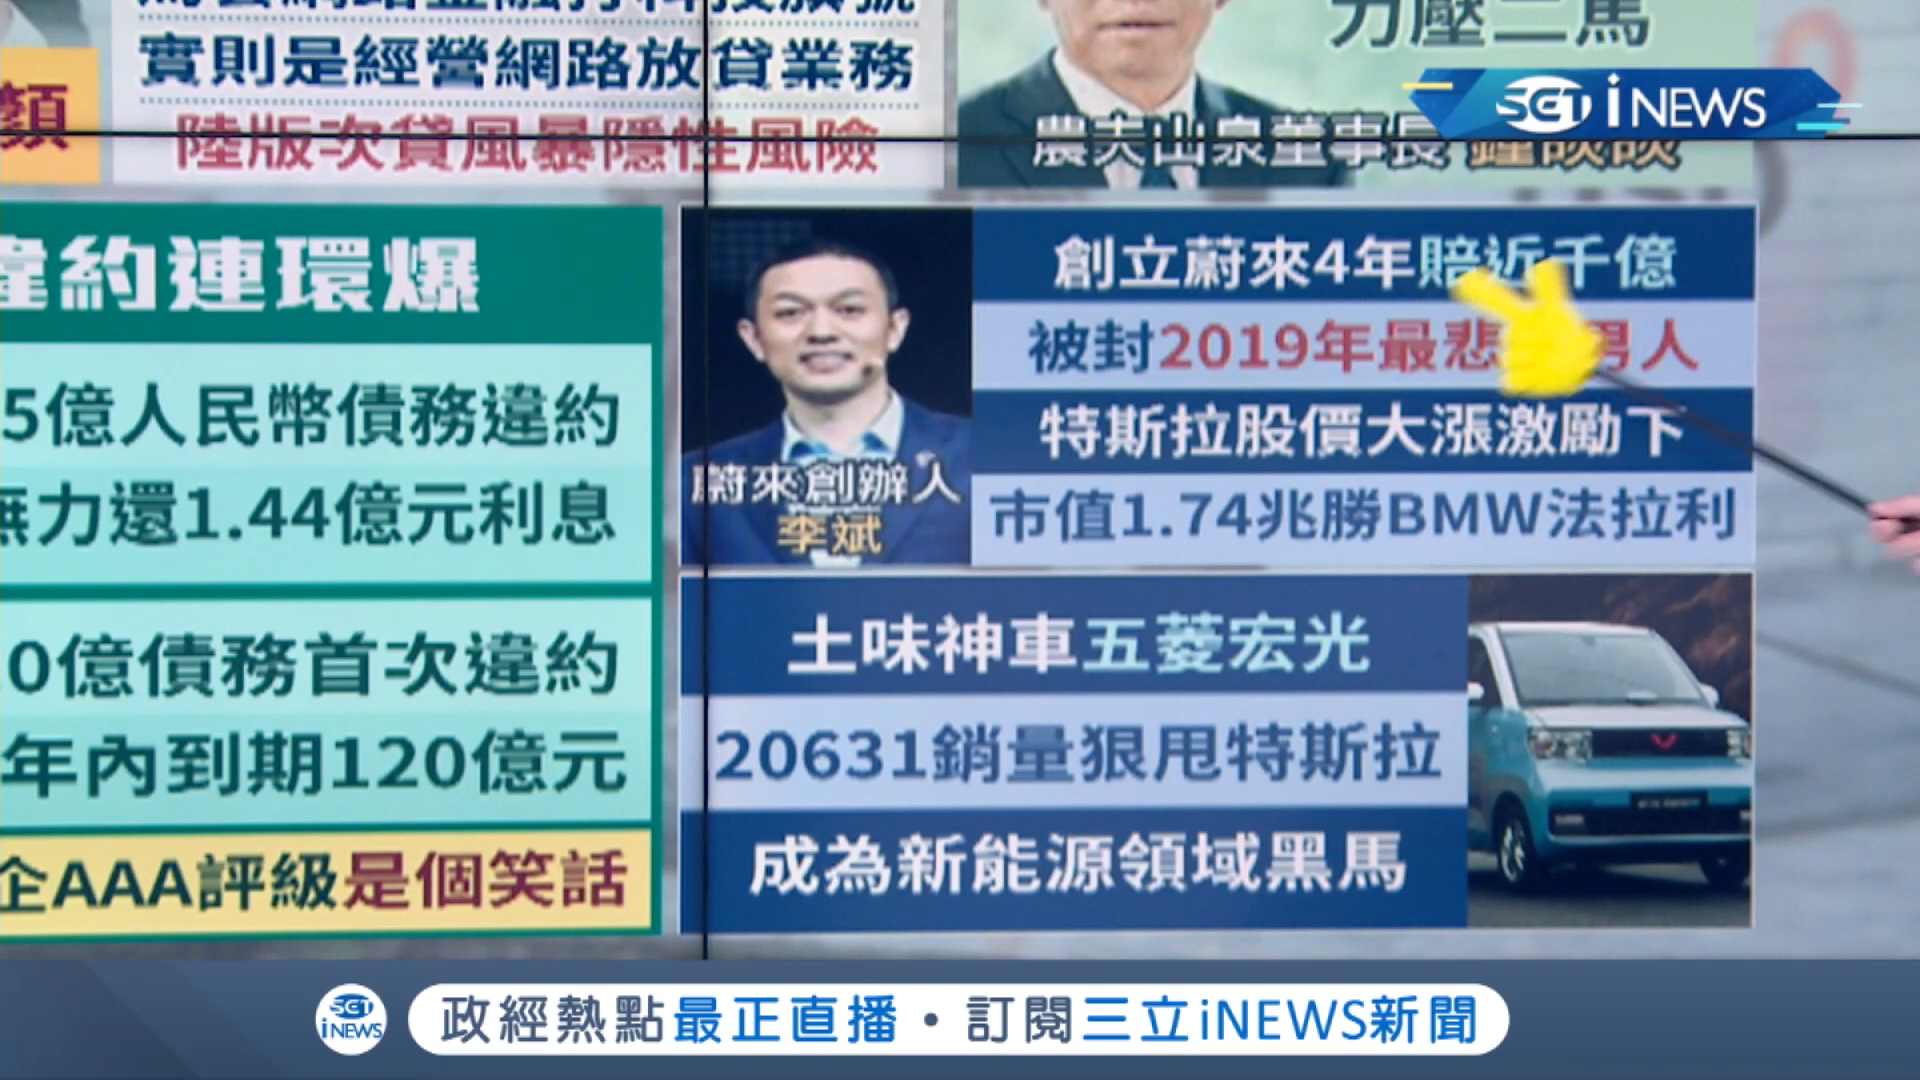 實則是經營網路放貸業務
陸版次貸風暴隱性風險
顏
力壓二馬
農夫山泉董事長 鍾睒睒
SET iNEWS
違約連環爆
5億人民幣債務違約
無力還1.44億元利息
0億債務首次違約
年內到期120億元
企AAA評級是個笑話
創立蔚來4年賠近千億
被封2019年最悲 男人
特斯拉股價大漲激勵下
市值1.74兆勝BMW法拉利
蔚來創辦人
李斌
土味神車五菱宏光
20631銷量狠甩特斯拉
成為新能源領域黑馬
SET iNEWS
政經熱點最正直播·訂閱三立iNEWS新聞